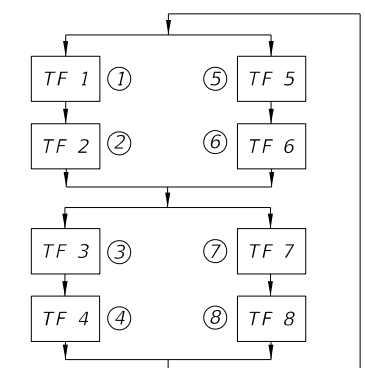 TF 1 ① ⑤ TF 5
TF 2 ② ⑥ TF 6
TF 3 ③ ⑦ TF 7
TF 4 ④ ⑧ TF 8